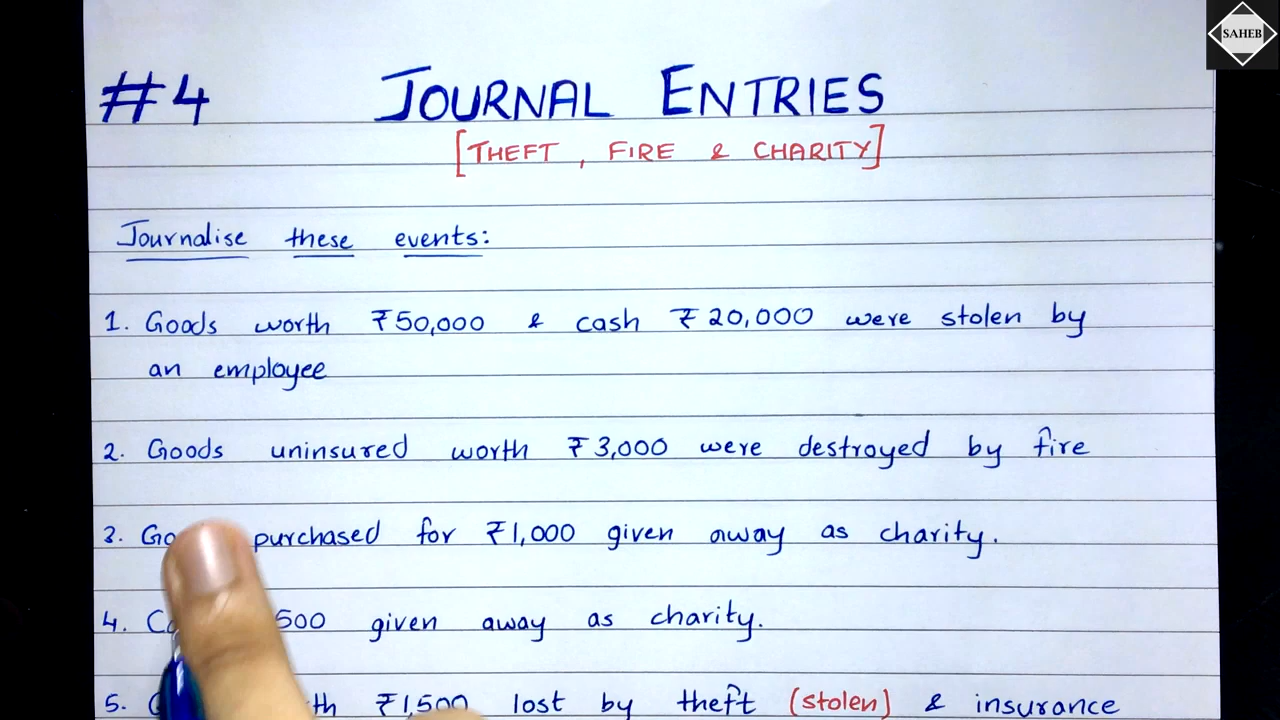 SAHEB
#4 JOURNAL ENTRIES
[THEFT, FIRE & CHARITY]
Journalise these events:
1. Goods worth ₹50,000 & cash ₹20,000 were stolen by
an employee
2. Goods uninsured worth ₹3,000 were destroyed by fire
3. purchased for ₹1,000 given away as charity.
4. 500 given away as charity.
5. ₹1,500 lost by theft (stolen) & insurance